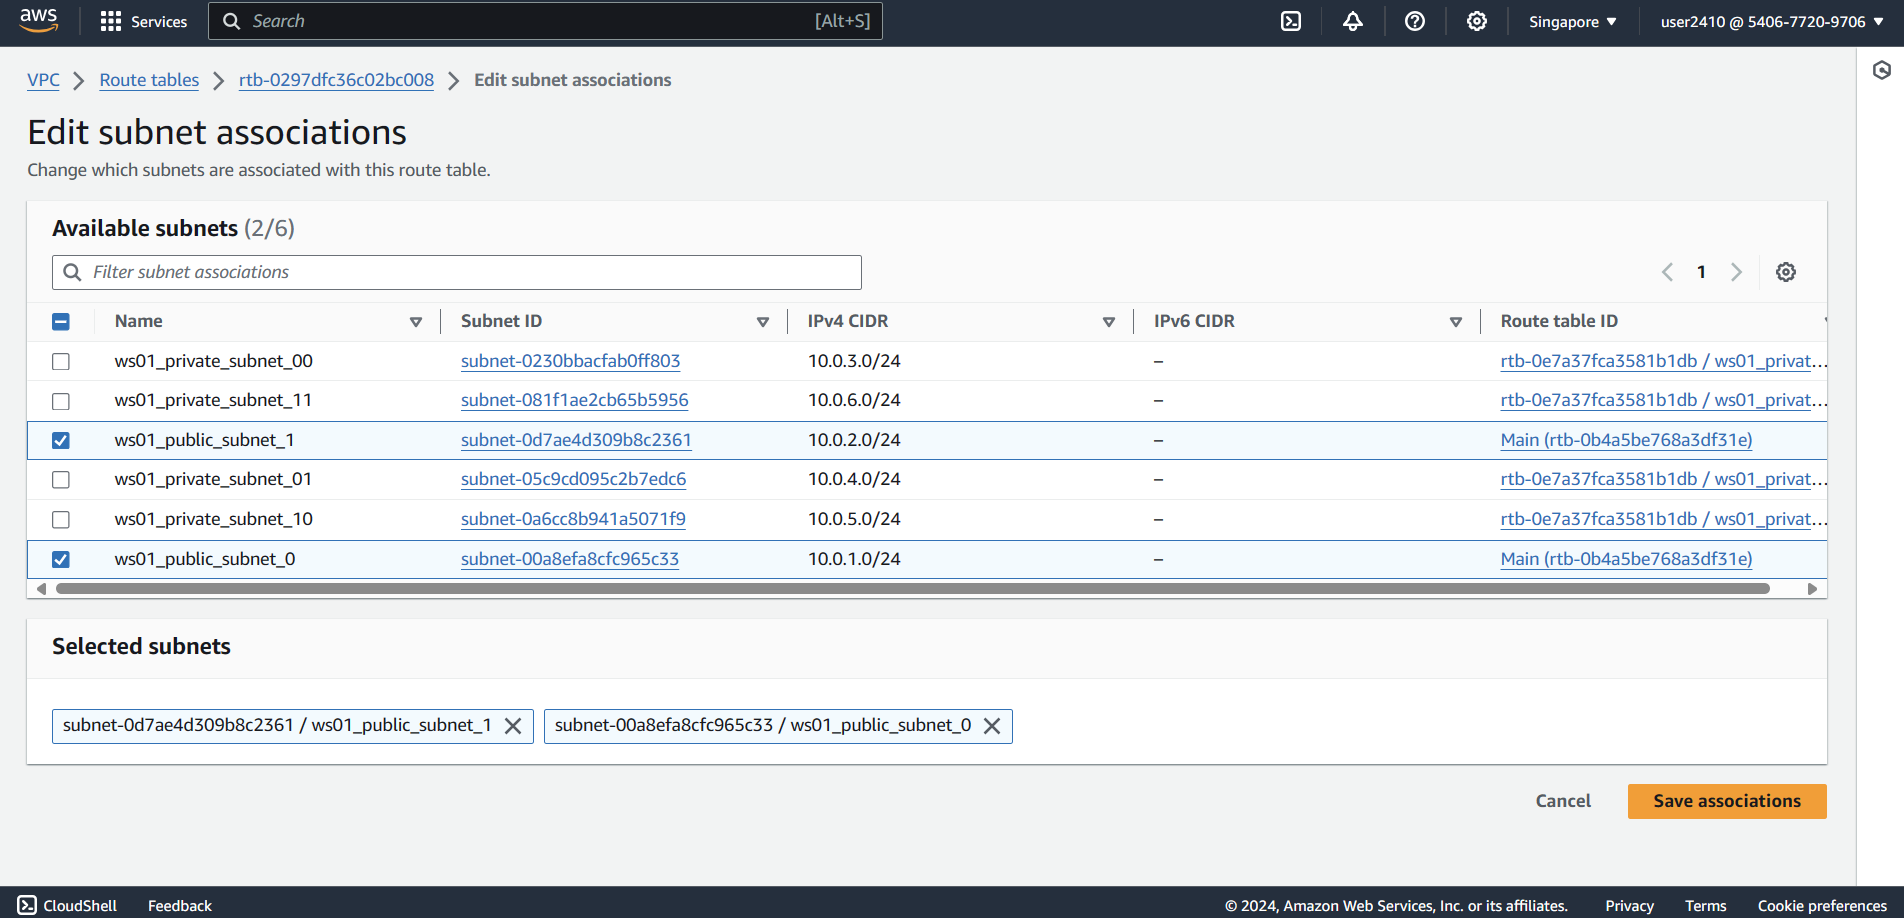 aws Services Search [Alt+S] Singapore user2410 @ 5406-7720-9706
VPC Route tables rtb-0297dfc36c02bc008 Edit subnet associations
Edit subnet associations
Change which subnets are associated with this route table.
Available subnets (2/6)
Filter subnet associations 1
Name Subnet ID IPv4 CIDR IPv6 CIDR Route table ID
ws01_private_subnet_00 subnet-0230bbacfab0ff803 10.0.3.0/24 – rtb-0e7a37fca3581b1db / ws01_privat...
ws01_private_subnet_11 subnet-081f1ae2cb65b5956 10.0.6.0/24 – rtb-0e7a37fca3581b1db / ws01_privat...
ws01_public_subnet_1 subnet-0d7ae4d309b8c2361 10.0.2.0/24 – Main (rtb-0b4a5be768a3df31e)
ws01_private_subnet_01 subnet-05c9cd095c2b7edc6 10.0.4.0/24 – rtb-0e7a37fca3581b1db / ws01_privat...
ws01_private_subnet_10 subnet-0a6cc8b941a5071f9 10.0.5.0/24 – rtb-0e7a37fca3581b1db / ws01_privat...
ws01_public_subnet_0 subnet-00a8efa8cfc965c33 10.0.1.0/24 – Main (rtb-0b4a5be768a3df31e)
Selected subnets
subnet-0d7ae4d309b8c2361 / ws01_public_subnet_1 subnet-00a8efa8cfc965c33 / ws01_public_subnet_0
Cancel Save associations
CloudShell Feedback © 2024, Amazon Web Services, Inc. or its affiliates. Privacy Terms Cookie preferences